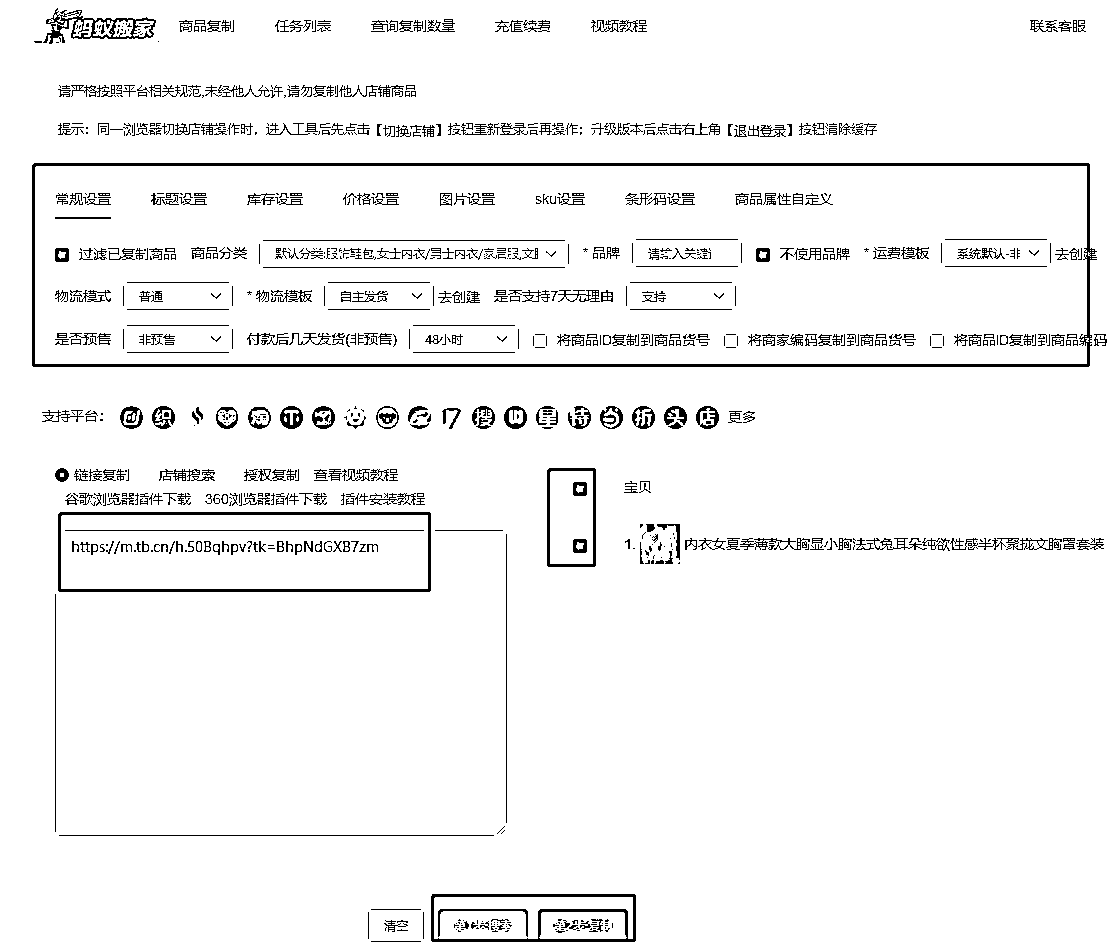 蚂蚁搬家 商品复制 任务列表 查询复制数量 充值续费 视频教程 联系客服
请严格按照平台相关规范,未经他人允许,请勿复制他人店铺商品
提示：同一浏览器切换店铺操作时，进入工具后先点击【切换店铺】按钮重新登录后再操作；升级版本后点击右上角【退出登录】按钮清除缓存
常规设置 标题设置 库存设置 价格设置 图片设置 sku设置 条形码设置 商品属性自定义
过滤已复制商品 商品分类 默认分类:服饰鞋包,女士内衣/男士内衣/家居服,文胸 * 品牌 请输入关键 不使用品牌 * 运费模板 系统默认-非 去创建
物流模式 普通 * 物流模板 自主发货 去创建 是否支持7天无理由 支持
是否预售 非预售 付款后几天发货(非预售) 48小时 将商品ID复制到商品货号 将商家编码复制到商品货号 将商品ID复制到商品编码
支持平台： 织 17 搜 星 特 当 折 头 店 更多
链接复制 店铺搜索 授权复制 查看视频教程
谷歌浏览器插件下载 360浏览器插件下载 插件安装教程
宝贝
https://m.tb.cn/h.50Bqhpv?tk=BhpNdGXB7zm
1. 内衣女夏季薄款大胸显小胸法式兔耳朵纯欲性感半杯聚拢文胸罩套装
清空